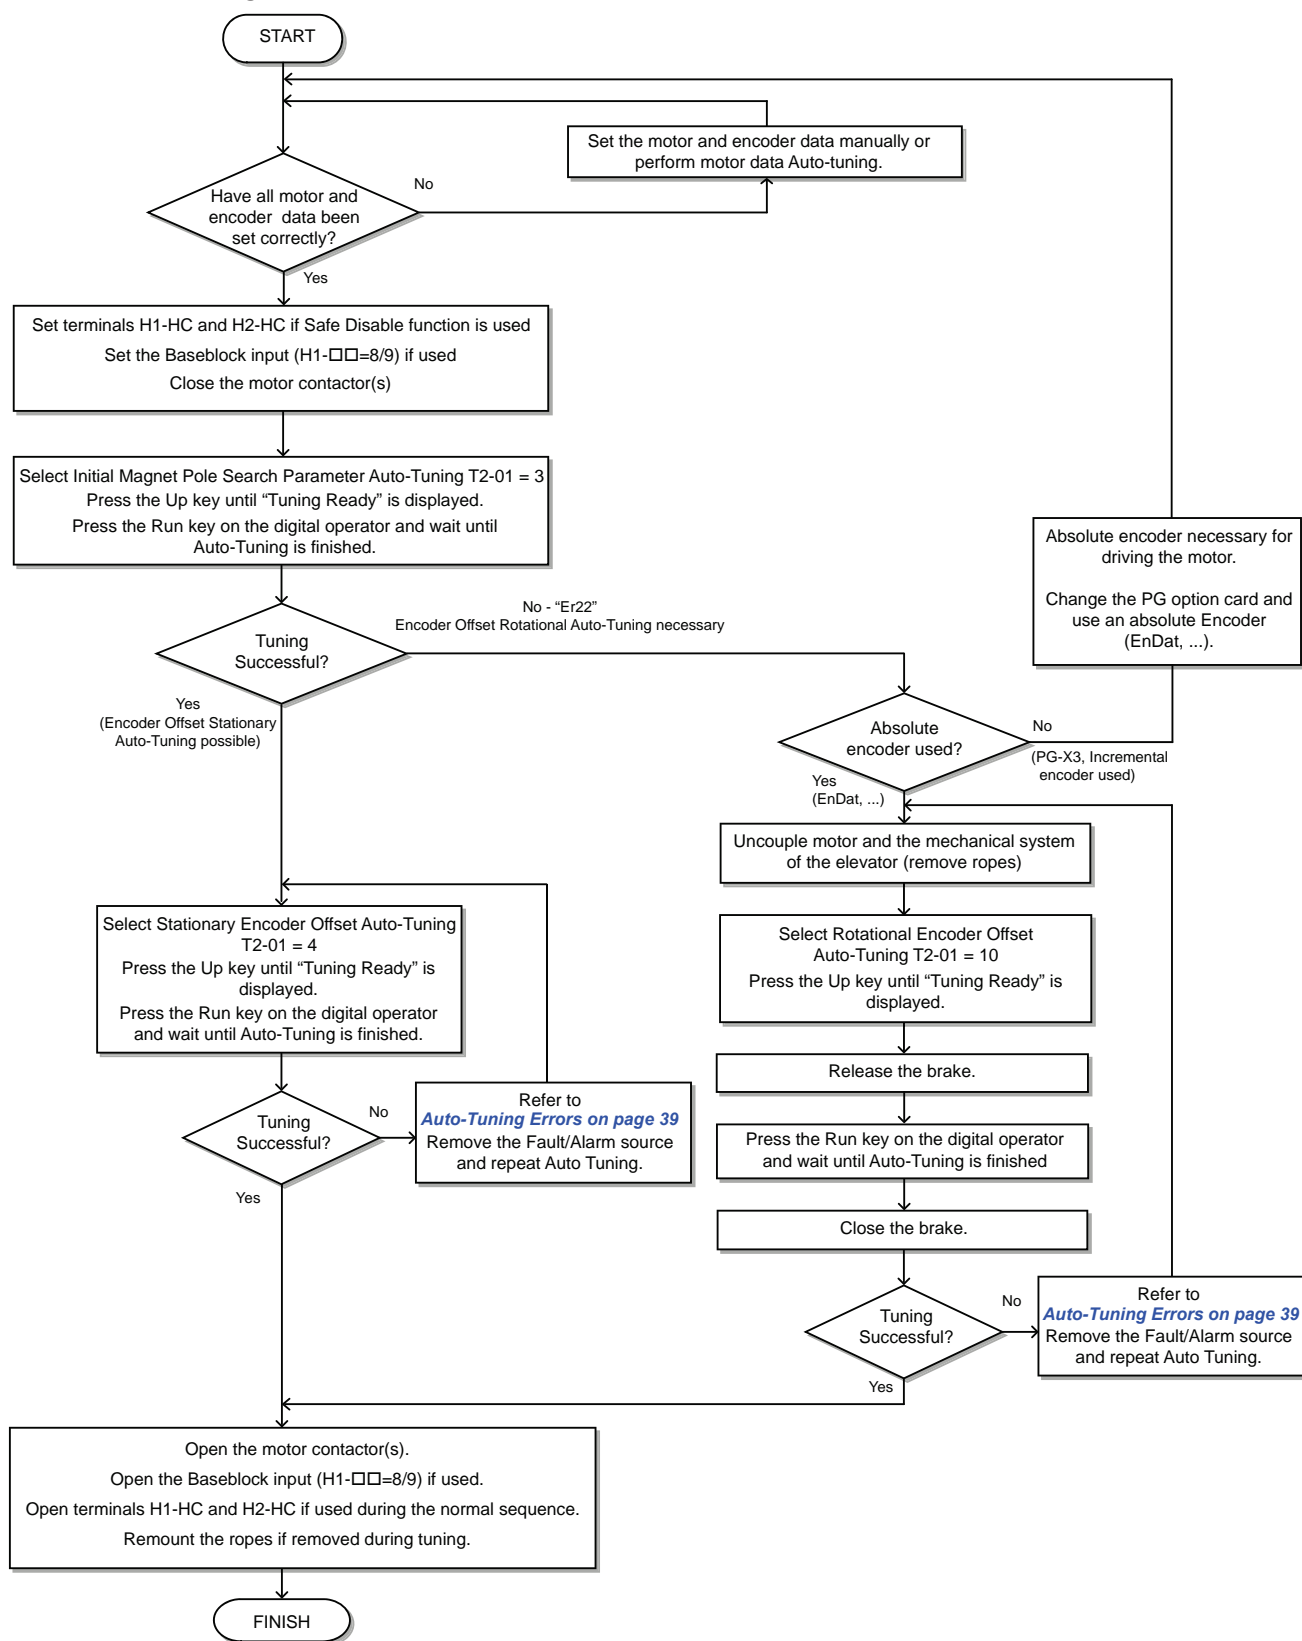 START
Set the motor and encoder data manually or
perform motor data Auto-tuning.
No
Have all motor and
encoder data been
set correctly?
Yes
Set terminals H1-HC and H2-HC if Safe Disable function is used
Set the Baseblock input (H1-□□=8/9) if used
Close the motor contactor(s)
Select Initial Magnet Pole Search Parameter Auto-Tuning T2-01 = 3
Press the Up key until “Tuning Ready” is displayed.
Press the Run key on the digital operator and wait until
Auto-Tuning is finished.
Absolute encoder necessary for
driving the motor.
Change the PG option card and
use an absolute Encoder
(EnDat, ...).
No - “Er22”
Encoder Offset Rotational Auto-Tuning necessary
Tuning
Successful?
Yes
(Encoder Offset Stationary
Auto-Tuning possible)
Absolute
encoder used?
No
(PG-X3, Incremental
encoder used)
Yes
(EnDat, ...)
Uncouple motor and the mechanical system
of the elevator (remove ropes)
Select Stationary Encoder Offset Auto-Tuning
T2-01 = 4
Press the Up key until “Tuning Ready” is
displayed.
Press the Run key on the digital operator
and wait until Auto-Tuning is finished.
Select Rotational Encoder Offset
Auto-Tuning T2-01 = 10
Press the Up key until “Tuning Ready” is
displayed.
Release the brake.
Tuning
Successful?
No
Refer to
Auto-Tuning Errors on page 39
Remove the Fault/Alarm source
and repeat Auto Tuning.
Yes
Press the Run key on the digital operator
and wait until Auto-Tuning is finished
Close the brake.
Tuning
Successful?
No
Refer to
Auto-Tuning Errors on page 39
Remove the Fault/Alarm source
and repeat Auto Tuning.
Yes
Open the motor contactor(s).
Open the Baseblock input (H1-□□=8/9) if used.
Open terminals H1-HC and H2-HC if used during the normal sequence.
Remount the ropes if removed during tuning.
FINISH